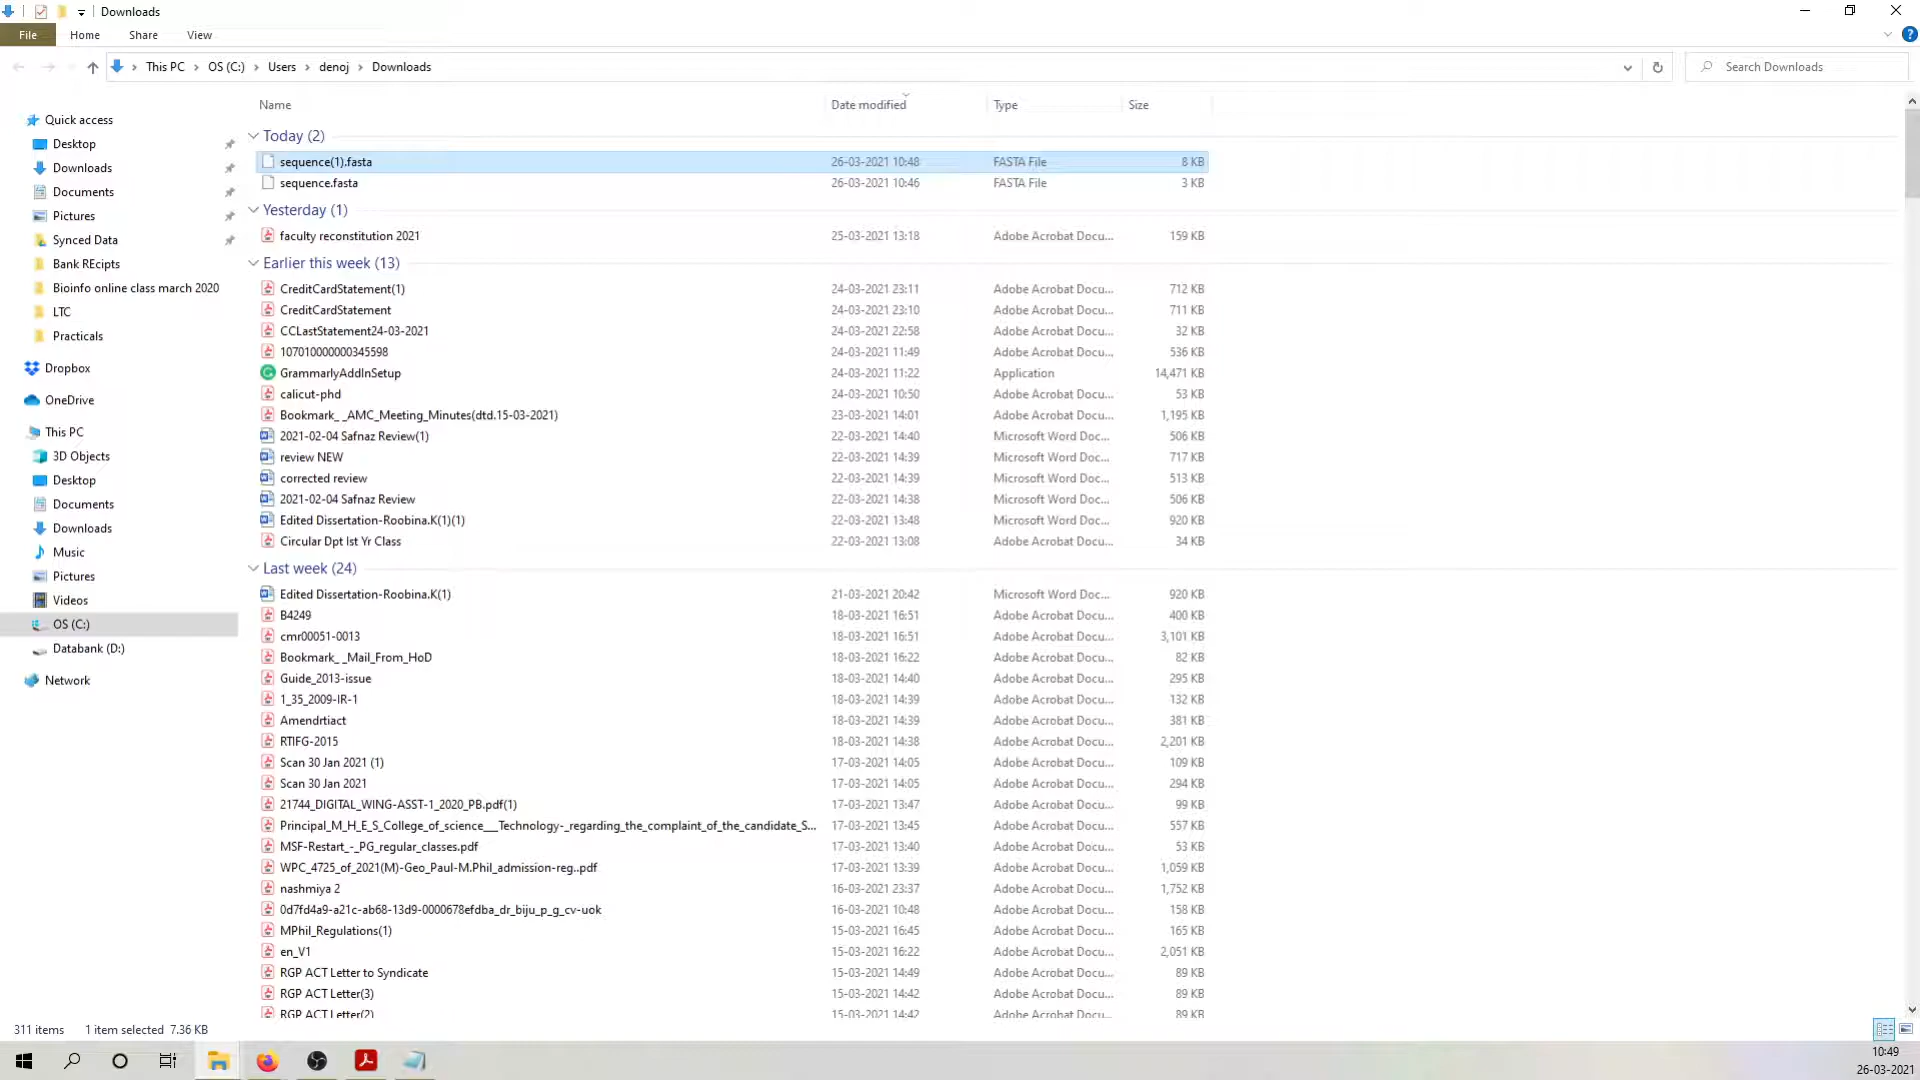 Downloads
File Home Share View
This PC OS (C:) Users denoj Downloads Search Downloads
Name Date modified Type Size
Quick access
Desktop
Downloads
Documents
Pictures
Synced Data
Bank REcipts
Bioinfo online class march 2020
LTC
Practicals
Dropbox
OneDrive
This PC
3D Objects
Desktop
Documents
Downloads
Music
Pictures
Videos
OS (C:)
Databank (D:)
Network
Today (2)
sequence(1).fasta 26-03-2021 10:48 FASTA File 8 KB
sequence.fasta 26-03-2021 10:46 FASTA File 3 KB
Yesterday (1)
faculty reconstitution 2021 25-03-2021 13:18 Adobe Acrobat Docu... 159 KB
Earlier this week (13)
CreditCardStatement(1) 24-03-2021 23:11 Adobe Acrobat Docu... 712 KB
CreditCardStatement 24-03-2021 23:10 Adobe Acrobat Docu... 711 KB
CCLastStatement24-03-2021 24-03-2021 22:58 Adobe Acrobat Docu... 32 KB
107010000000345598 24-03-2021 11:49 Adobe Acrobat Docu... 536 KB
GrammarlyAddInSetup 24-03-2021 11:22 Application 14,471 KB
calicut-phd 24-03-2021 10:50 Adobe Acrobat Docu... 53 KB
Bookmark_ _AMC_Meeting_Minutes(dtd.15-03-2021) 23-03-2021 14:01 Adobe Acrobat Docu... 1,195 KB
2021-02-04 Safnaz Review(1) 22-03-2021 14:40 Microsoft Word Doc... 506 KB
review NEW 22-03-2021 14:39 Microsoft Word Doc... 717 KB
corrected review 22-03-2021 14:39 Microsoft Word Doc... 513 KB
2021-02-04 Safnaz Review 22-03-2021 14:38 Microsoft Word Doc... 506 KB
Edited Dissertation-Roobina.K(1)(1) 22-03-2021 13:48 Microsoft Word Doc... 920 KB
Circular Dpt Ist Yr Class 22-03-2021 13:08 Adobe Acrobat Docu... 34 KB
Last week (24)
Edited Dissertation-Roobina.K(1) 21-03-2021 20:42 Microsoft Word Doc... 920 KB
B4249 18-03-2021 16:51 Adobe Acrobat Docu... 400 KB
cmr00051-0013 18-03-2021 16:51 Adobe Acrobat Docu... 3,101 KB
Bookmark_ _Mail_From_HoD 18-03-2021 16:22 Adobe Acrobat Docu... 82 KB
Guide_2013-issue 18-03-2021 14:40 Adobe Acrobat Docu... 295 KB
1_35_2009-IR-1 18-03-2021 14:39 Adobe Acrobat Docu... 132 KB
Amendrtiact 18-03-2021 14:39 Adobe Acrobat Docu... 381 KB
RTIFG-2015 18-03-2021 14:38 Adobe Acrobat Docu... 2,201 KB
Scan 30 Jan 2021 (1) 17-03-2021 14:05 Adobe Acrobat Docu... 109 KB
Scan 30 Jan 2021 17-03-2021 14:05 Adobe Acrobat Docu... 294 KB
21744_DIGITAL_WING-ASST-1_2020_PB.pdf(1) 17-03-2021 13:47 Adobe Acrobat Docu... 99 KB
Principal_M_H_E_S_College_of_science__Technology-_regarding_the_complaint_of_the_candidate_S... 17-03-2021 13:45 Adobe Acrobat Docu... 557 KB
MSF-Restart_-_PG_regular_classes.pdf 17-03-2021 13:40 Adobe Acrobat Docu... 53 KB
WPC_4725_of_2021(M)-Geo_Paul-M.Phil_admission-reg..pdf 17-03-2021 13:39 Adobe Acrobat Docu... 1,059 KB
nashmiya 2 16-03-2021 23:37 Adobe Acrobat Docu... 1,752 KB
0d7fd4a9-a21c-ab68-13d9-0000678efdba_dr_biju_p_g_cv-uok 16-03-2021 10:48 Adobe Acrobat Docu... 158 KB
MPhil_Regulations(1) 15-03-2021 16:45 Adobe Acrobat Docu... 165 KB
en_V1 15-03-2021 16:22 Adobe Acrobat Docu... 2,051 KB
RGP ACT Letter to Syndicate 15-03-2021 14:49 Adobe Acrobat Docu... 89 KB
RGP ACT Letter(3) 15-03-2021 14:42 Adobe Acrobat Docu... 89 KB
RGP ACT Letter(2) 15-03-2021 14:42 Adobe Acrobat Docu... 89 KB
311 items 1 item selected 7.36 KB
10:49
26-03-2021